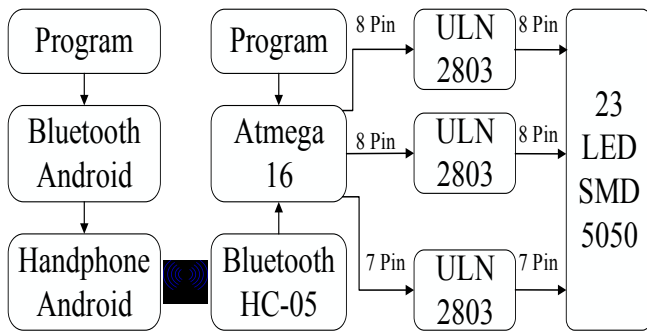 Program
Bluetooth
Android
Handphone
Android
Program
Atmega
16
Bluetooth
HC-05
8 Pin
ULN
2803
8 Pin
8 Pin
ULN
2803
8 Pin
7 Pin
ULN
2803
7 Pin
23
LED
SMD
5050